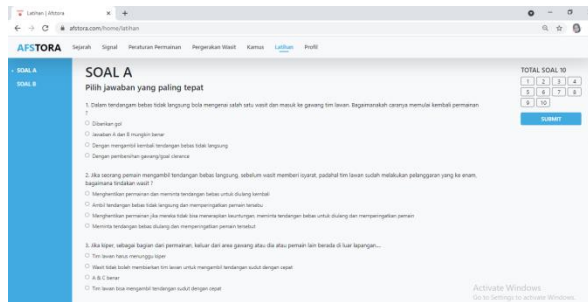 Latihan | Afstora
afstora.com/home/latihan
AFSTORA Sejarah Signal Peraturan Permainan Pergerakan Wasit Kamus Latihan Profil
SOAL A
SOAL B
SOAL A
Pilih jawaban yang paling tepat
1. Dalam tendangan bebas tidak langsung bola mengenai salah satu wasit dan masuk ke gawang tim lawan. Bagaimanakah caranya memulai kembali permainan
?
Diberikan gol
Jawaban A dan B mungkin benar
Dengan mengambil kembali tendangan bebas tidak langsung
Dengan pembersihan gawang/goal clarance
2. Jika seorang pemain mengambil tendangan bebas langsung, sebelum wasit memberi isyarat, padahal tim lawan sudah melakukan pelanggaran yang ke enam,
bagaimana tindakan wasit ?
Menghentikan permainan dan meminta tendangan bebas untuk diulang kembali
Ambil tendangan bebas tidak langsung dan memperingatkan pemain tersebu
Menghentikan permainan jika mereka tidak bisa menerapkan keuntungan, meminta tendangan bebas untuk diulang dan memperingatkan pemain
Meminta tendangan bebas diulang dan memperingatkan pemain tersebut
3. Jika kiper, sebagai bagian dari permainan, keluar dari area gawang atau dia atau pemain lain berada di luar lapangan...
Tim lawan harus menunggu kiper
Wasit tidak boleh membiarkan tim lawan untuk mengambil tendangan sudut dengan cepat
A & C benar
Tim lawan bisa mengambil tendangan sudut dengan cepat
TOTAL SOAL 10
1 2 3 4
5 6 7 8
9 10
SUBMIT
Activate Windows
Go to Settings to activate Windows.